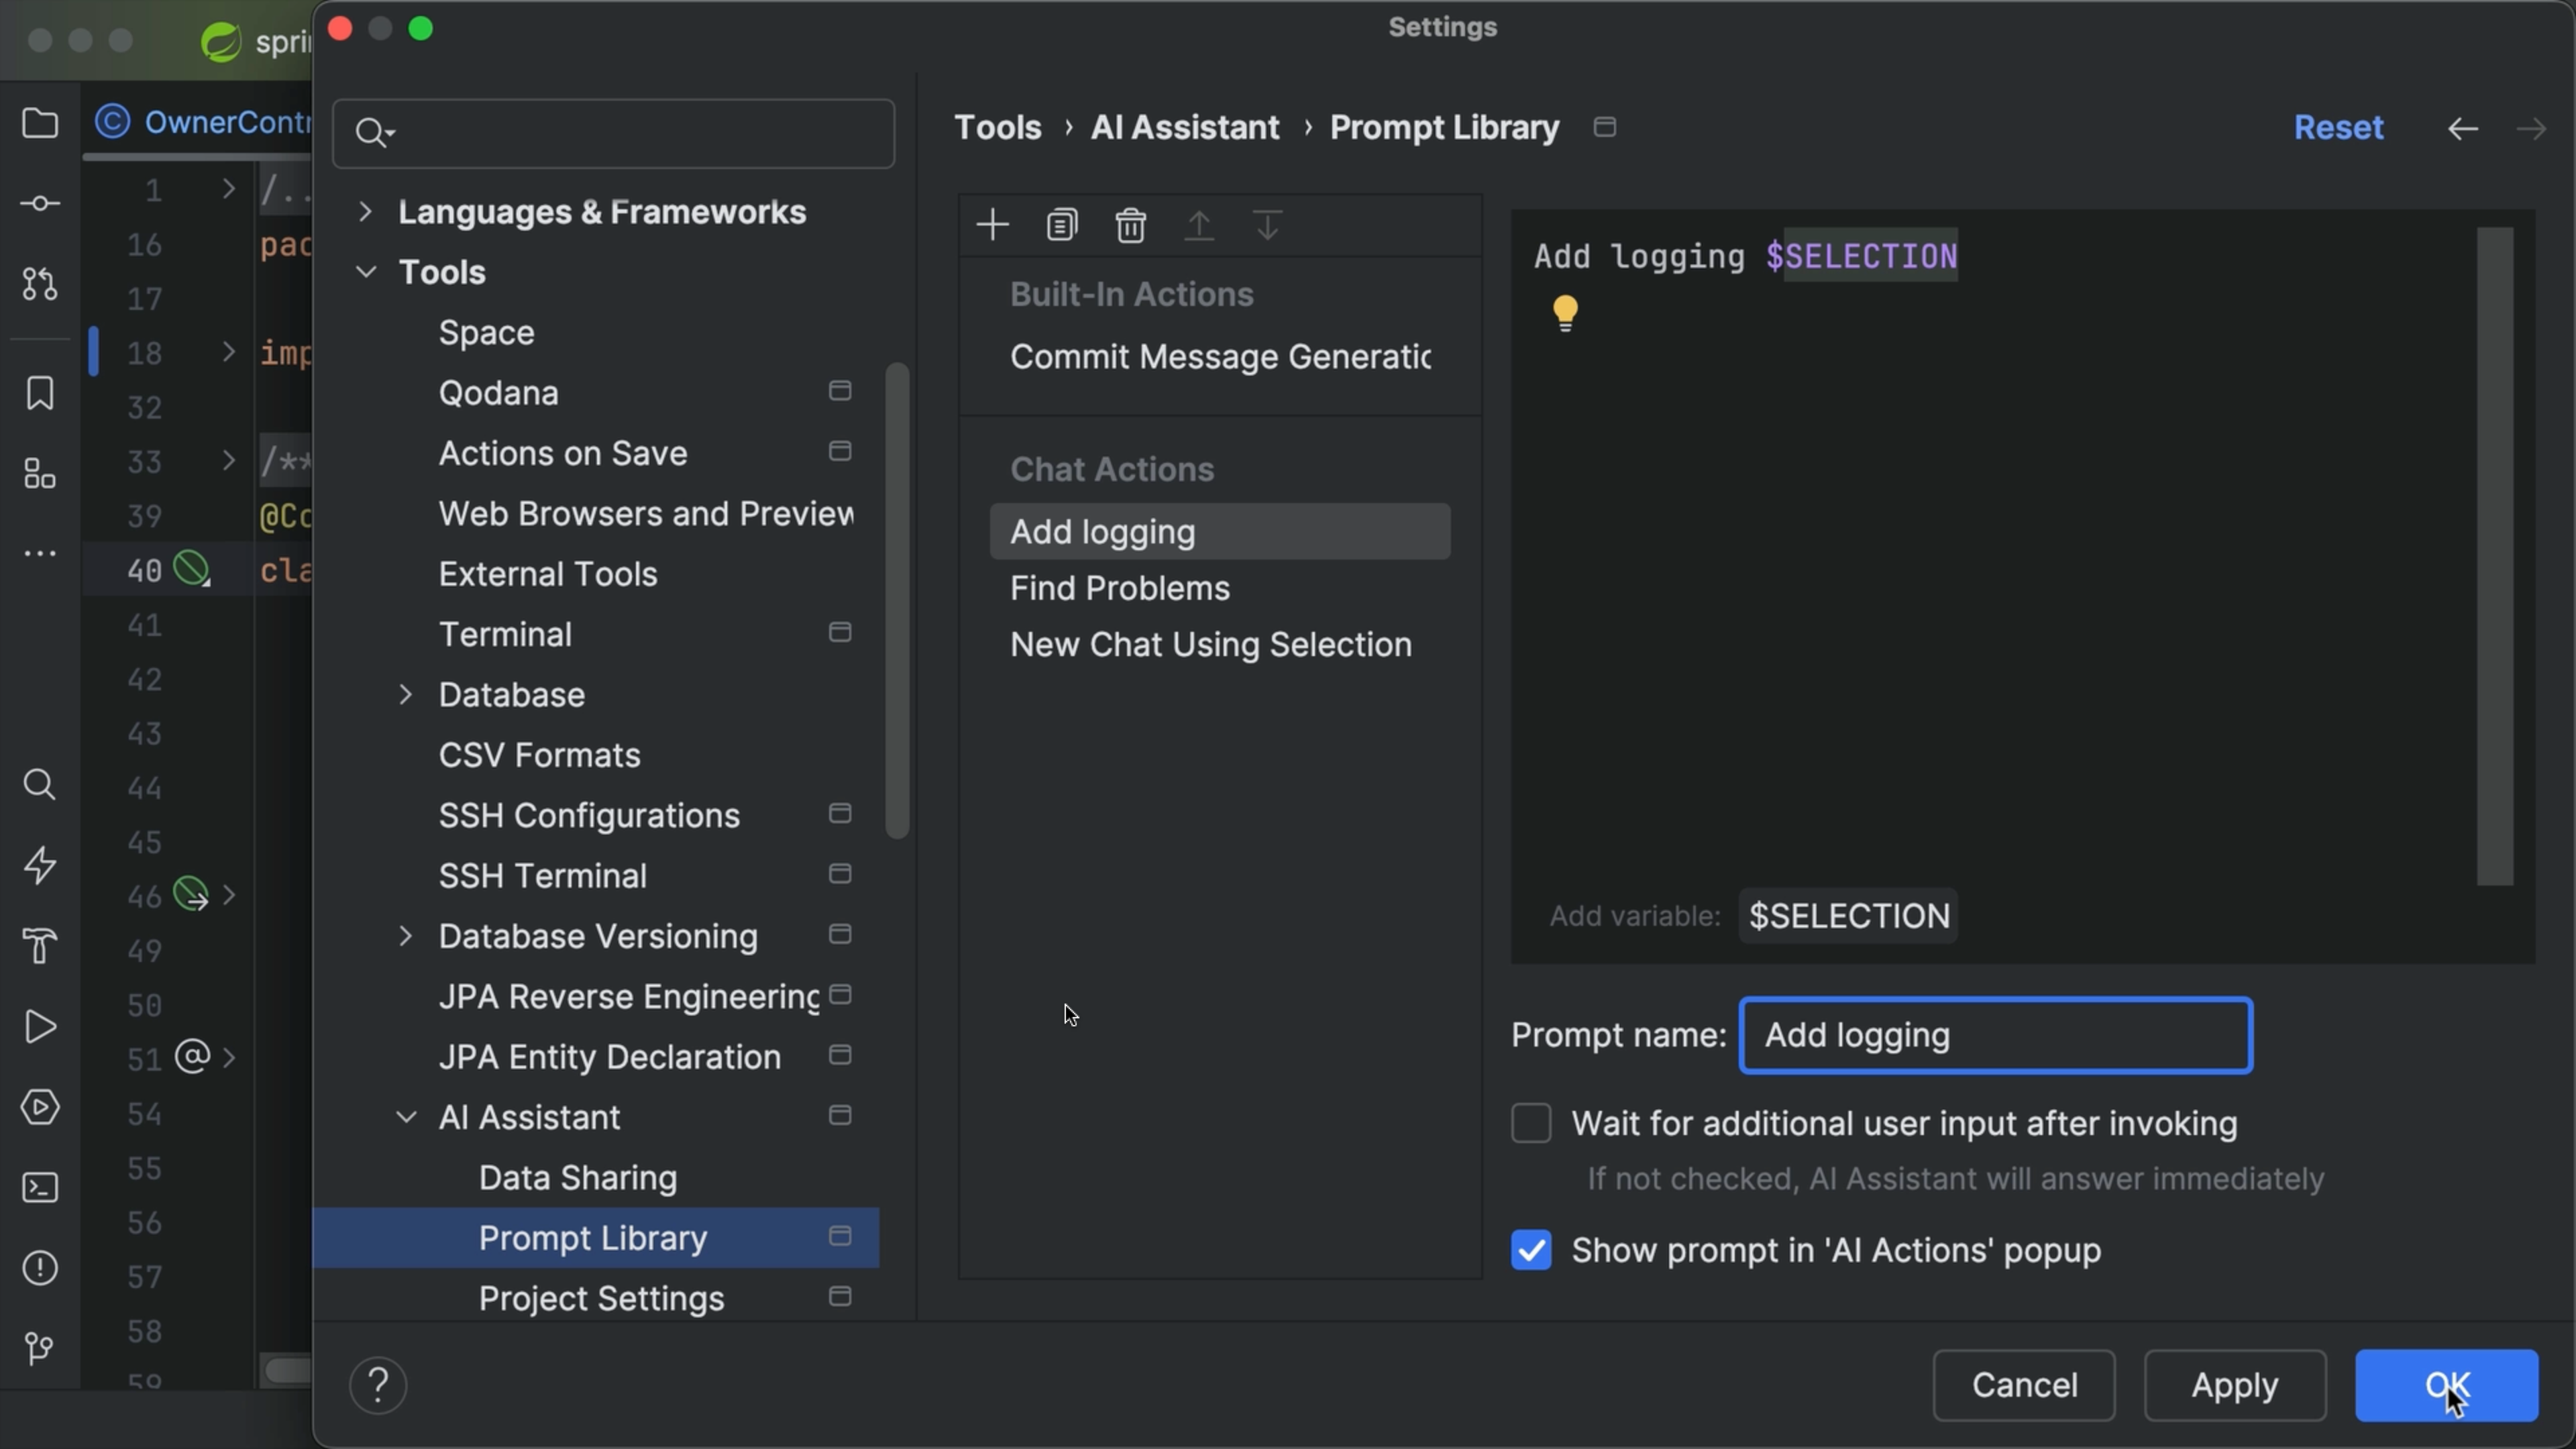 Settings
OwnerContr
1 /..
16 pac
17
18 imp
32
33 /**
39 @Co
40 cla
41
42
43
44
45
46
49
50
51
54
55
56
57
58
59
Languages & Frameworks
Tools
Space
Qodana
Actions on Save
Web Browsers and Preview
External Tools
Terminal
Database
CSV Formats
SSH Configurations
SSH Terminal
Database Versioning
JPA Reverse Engineering
JPA Entity Declaration
AI Assistant
Data Sharing
Prompt Library
Project Settings
Tools › AI Assistant › Prompt Library
Reset
Built-In Actions
Commit Message Generatic
Chat Actions
Add logging
Find Problems
New Chat Using Selection
Add logging $SELECTION
Add variable: $SELECTION
Prompt name: Add logging
Wait for additional user input after invoking
If not checked, AI Assistant will answer immediately
Show prompt in 'AI Actions' popup
?
Cancel
Apply
OK